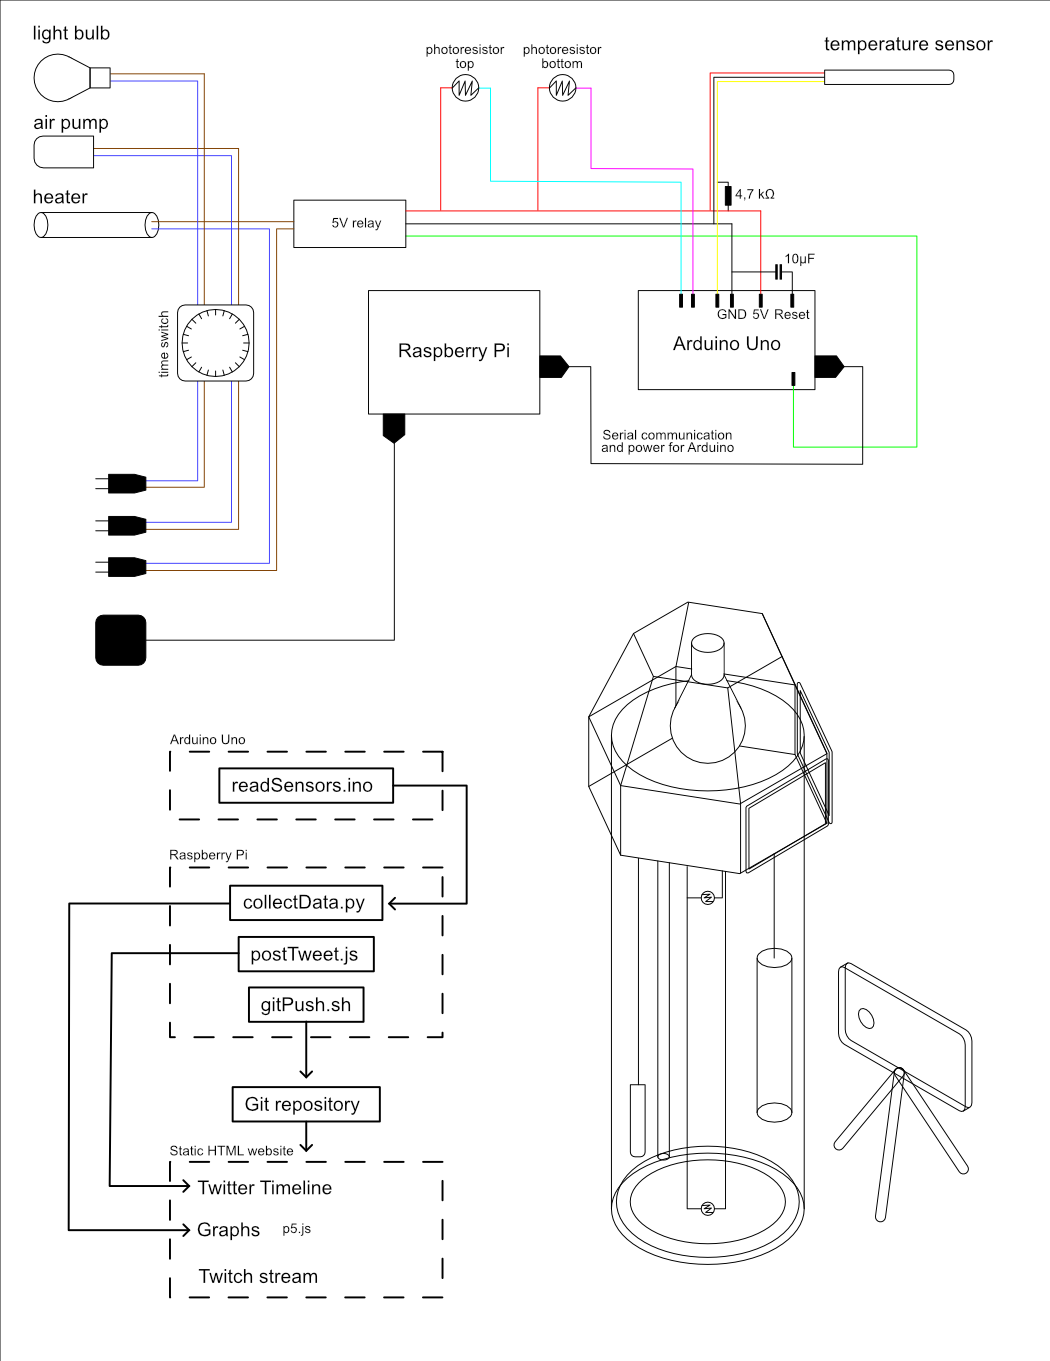 light bulb
air pump
heater
time switch
photoresistor
top
photoresistor
bottom
temperature sensor
4,7 kΩ
5V relay
10µF
GND 5V Reset
Raspberry Pi
Arduino Uno
Serial communication
and power for Arduino
Arduino Uno
readSensors.ino
Raspberry Pi
collectData.py
postTweet.js
gitPush.sh
Git repository
Static HTML website
Twitter Timeline
Graphs p5.js
Twitch stream